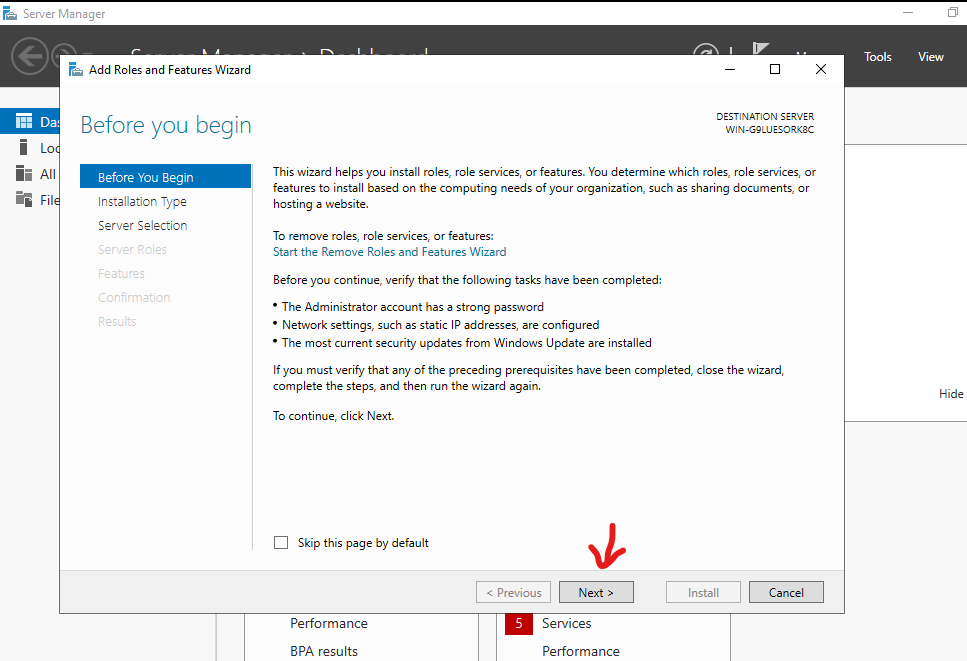 Server Manager
Tools
View
Add Roles and Features Wizard
Before you begin
DESTINATION SERVER
WIN-G9LUESORK8C
Before You Begin
Installation Type
Server Selection
Server Roles
Features
Confirmation
Results
This wizard helps you install roles, role services, or features. You determine which roles, role services, or
features to install based on the computing needs of your organization, such as sharing documents, or
hosting a website.
To remove roles, role services, or features:
Start the Remove Roles and Features Wizard
Before you continue, verify that the following tasks have been completed:
• The Administrator account has a strong password
• Network settings, such as static IP addresses, are configured
• The most current security updates from Windows Update are installed
If you must verify that any of the preceding prerequisites have been completed, close the wizard,
complete the steps, and then run the wizard again.
To continue, click Next.
Skip this page by default
< Previous
Next >
Install
Cancel
All
Hide
Performance
5 Services
BPA results
Performance